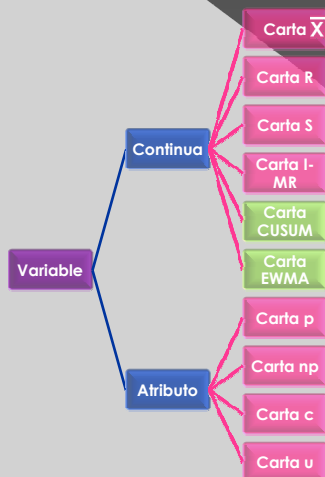 Variable
Continua
Carta X̅
Carta R
Carta S
Carta I-
MR
Carta
CUSUM
Carta
EWMA
Atributo
Carta p
Carta np
Carta c
Carta u